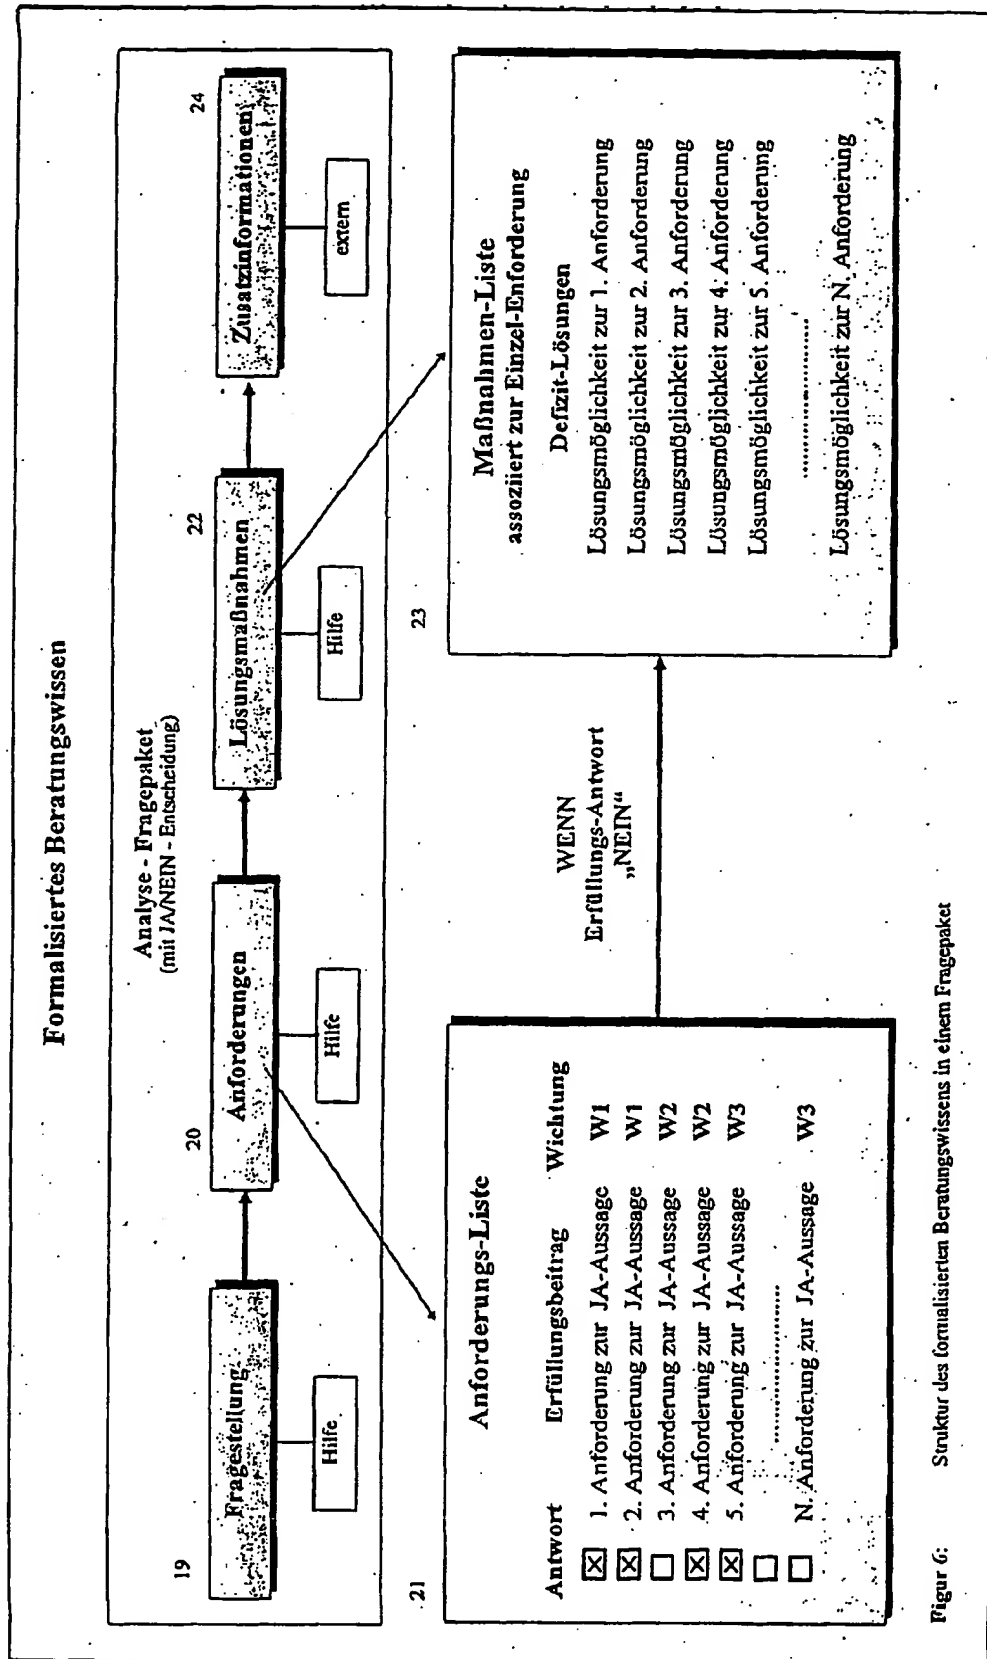 Formalisiertes Beratungswissen
Analyse - Fragepaket
(mit JA/NEIN - Entscheidung)
19
Fragestellung
Hilfe
20
Anforderungen
Hilfe
22
Lösungsmaßnahmen
Hilfe
24
Zusatzinformationen
extern
21
Anforderungs-Liste
Antwort Erfüllungsbeitrag Wichtung
1. Anforderung zur JA-Aussage W1
2. Anforderung zur JA-Aussage W1
3. Anforderung zur JA-Aussage W2
4. Anforderung zur JA-Aussage W2
5. Anforderung zur JA-Aussage W3
....................
N. Anforderung zur JA-Aussage W3
WENN
Erfüllungs-Antwort
„NEIN“
23
Maßnahmen-Liste
assoziiert zur Einzel-Enforderung
Defizit-Lösungen
Lösungsmöglichkeit zur 1. Anforderung
Lösungsmöglichkeit zur 2. Anforderung
Lösungsmöglichkeit zur 3. Anforderung
Lösungsmöglichkeit zur 4. Anforderung
Lösungsmöglichkeit zur 5. Anforderung
....................
Lösungsmöglichkeit zur N. Anforderung
Figur 6: Struktur des formalisierten Beratungswissens in einem Fragepaket